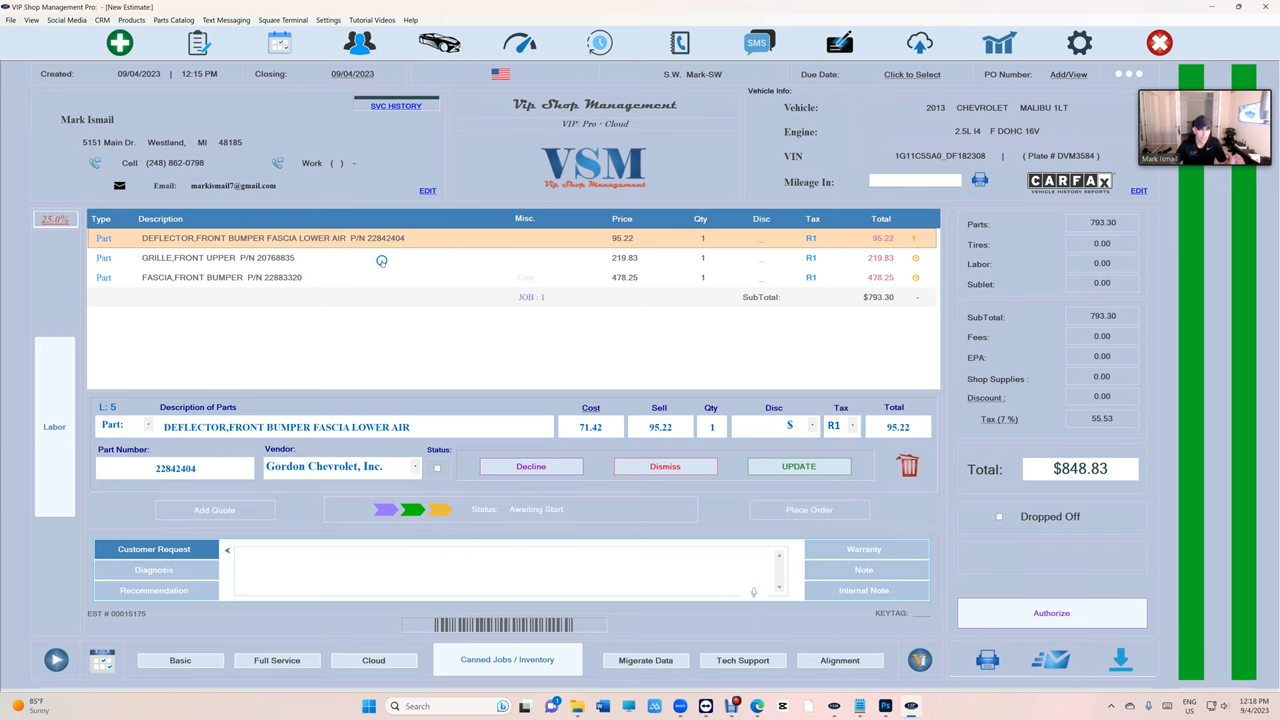 VIP Shop Management Pro: - [New Estimate:]
File View Social Media CRM Products Parts Catalog Text Messaging Square Terminal Settings Tutorial Videos Help
SMS
Created: 09/04/2023 | 12:15 PM Closing: 09/04/2023 S.W. Mark-SW Due Date: Click to Select PO Number: Add/View
SVC HISTORY
Mark Ismail
5151 Main Dr. Westland, MI 48185
Cell (248) 862-0798 Work ( ) -
Email: markismail7@gmail.com
EDIT
Vip Shop Management
VIP: Pro - Cloud
VSM
Vip Shop Management
Vehicle Info:
Vehicle: 2013 CHEVROLET MALIBU 1LT
Engine: 2.5L I4 F DOHC 16V
VIN 1G11C5SA0_DF182308 | ( Plate # DVM3584 )
Mileage In: CARFAX
VEHICLE HISTORY REPORTS
EDIT
Mark Ismail
25.0%
Type Description Misc. Price Qty Disc Tax Total
Part DEFLECTOR,FRONT BUMPER FASCIA LOWER AIR P/N 22842404 95.22 1 _ R1 95.22 1
Part GRILLE,FRONT UPPER P/N 20768835 219.83 1 _ R1 219.83
Part FASCIA,FRONT BUMPER P/N 22883320 Core 478.25 1 _ R1 478.25
JOB : 1 SubTotal: $793.30 -
Labor
L: 5 Description of Parts Cost Sell Qty Disc Tax Total
Part: DEFLECTOR,FRONT BUMPER FASCIA LOWER AIR 71.42 95.22 1 $ R1 95.22
Part Number: Vendor: Status:
22842404 Gordon Chevrolet, Inc. Decline Dismiss UPDATE
Add Quote Status: Awaiting Start Place Order
Customer Request
Diagnosis
Recommendation
Warranty
Note
Internal Note
EST # 00015175 KEYTAG: ____
Parts: 793.30
Tires: 0.00
Labor: 0.00
Sublet: 0.00
SubTotal: 793.30
Fees: 0.00
EPA: 0.00
Shop Supplies : 0.00
Discount : 0.00
Tax (7 %) 55.53
Total: $848.83
Dropped Off
Authorize
Basic Full Service Cloud Canned Jobs / Inventory Migerate Data Tech Support Alignment
85°F
Sunny
Search
ENG
US
12:18 PM
9/4/2023